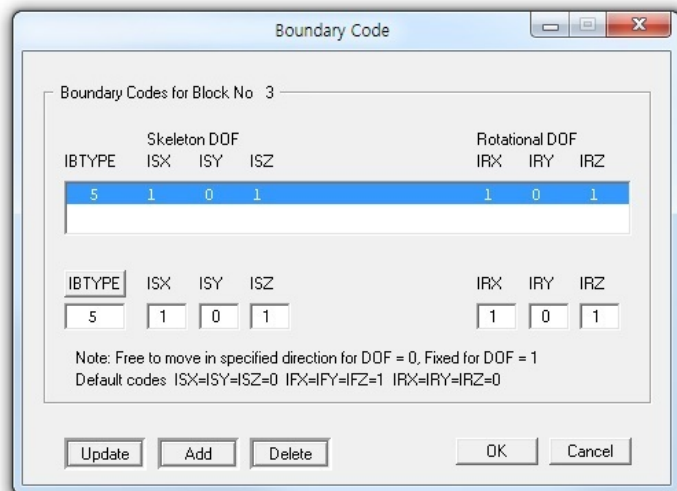 Boundary Code
Boundary Codes for Block No 3
Skeleton DOF Rotational DOF
IBTYPE ISX ISY ISZ IRX IRY IRZ
5 1 0 1 1 0 1
IBTYPE ISX ISY ISZ IRX IRY IRZ
5 1 0 1 1 0 1
Note: Free to move in specified direction for DOF = 0, Fixed for DOF = 1
Default codes ISX=ISY=ISZ=0 IFX=IFY=IFZ=1 IRX=IRY=IRZ=0
Update Add Delete OK Cancel